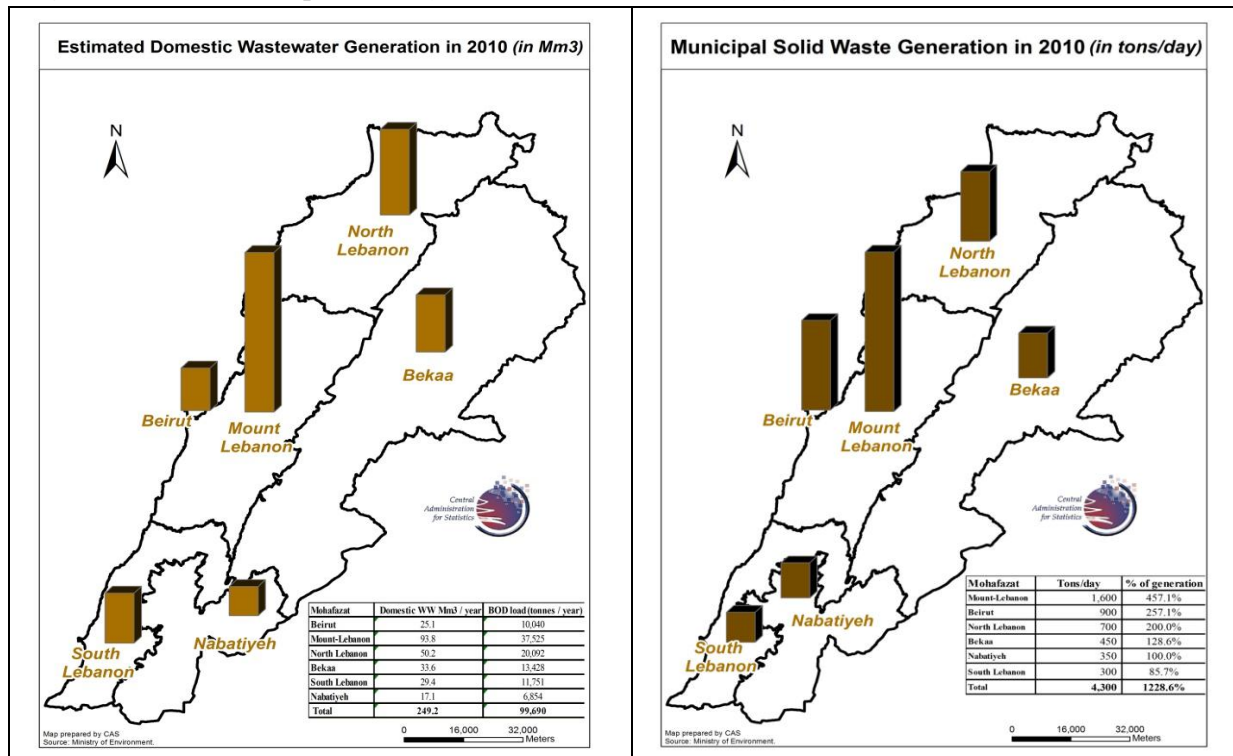 Estimated Domestic Wastewater Generation in 2010 (in Mm3)
N
North
Lebanon
Bekaa
Beirut
Mount
Lebanon
Central
Administration
for Statistics
South
Lebanon
Nabatiyeh
Mohafazat Domestic WW Mm3 / year BOD load (tonnes / year)
Beirut 25.1 10,040
Mount-Lebanon 93.8 37,525
North Lebanon 50.2 20,092
Bekaa 33.6 13,428
South Lebanon 29.4 11,751
Nabatiyeh 17.1 6,854
Total 249.2 99,690
Map prepared by CAS
Source: Ministry of Environment.
0 16,000 32,000
Meters
Municipal Solid Waste Generation in 2010 (in tons/day)
N
North
Lebanon
Bekaa
Beirut
Mount
Lebanon
Central
Administration
for Statistics
Nabatiyeh
South
Lebanon
Mohafazat Tons/day % of generation
Mount-Lebanon 1,600 457.1%
Beirut 900 257.1%
North Lebanon 700 200.0%
Bekaa 450 128.6%
Nabatiyeh 350 100.0%
South Lebanon 300 85.7%
Total 4,300 1228.6%
Map prepared by CAS
Source: Ministry of Environment.
0 16,000 32,000
Meters